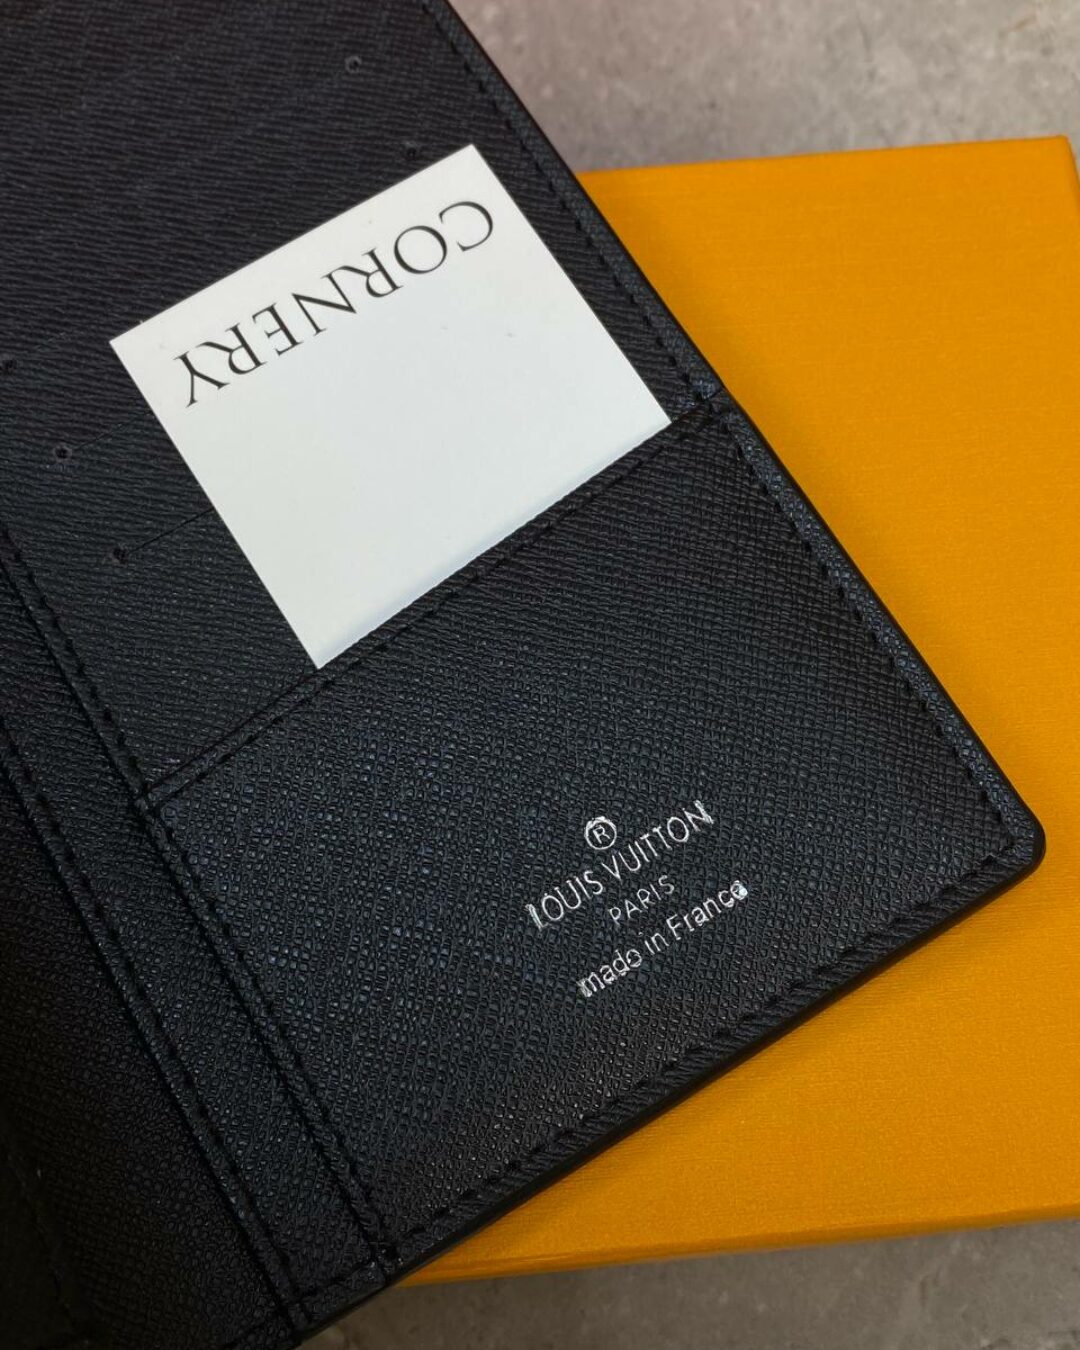 CORNERY
®
LOUIS VUITTON
PARIS
made in France